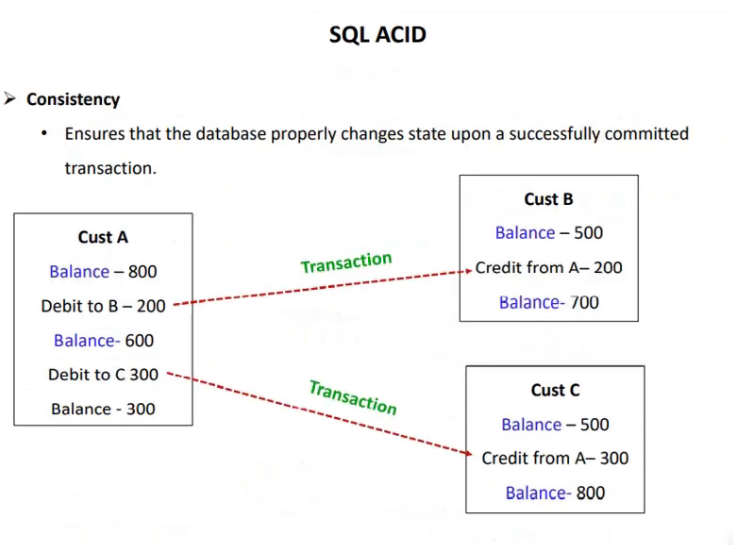 SQL ACID
➢ Consistency
• Ensures that the database properly changes state upon a successfully committed
transaction.
Cust A
Balance – 800
Debit to B – 200
Balance- 600
Debit to C 300
Balance - 300
Transaction
Transaction
Cust B
Balance – 500
Credit from A– 200
Balance- 700
Cust C
Balance – 500
Credit from A– 300
Balance- 800